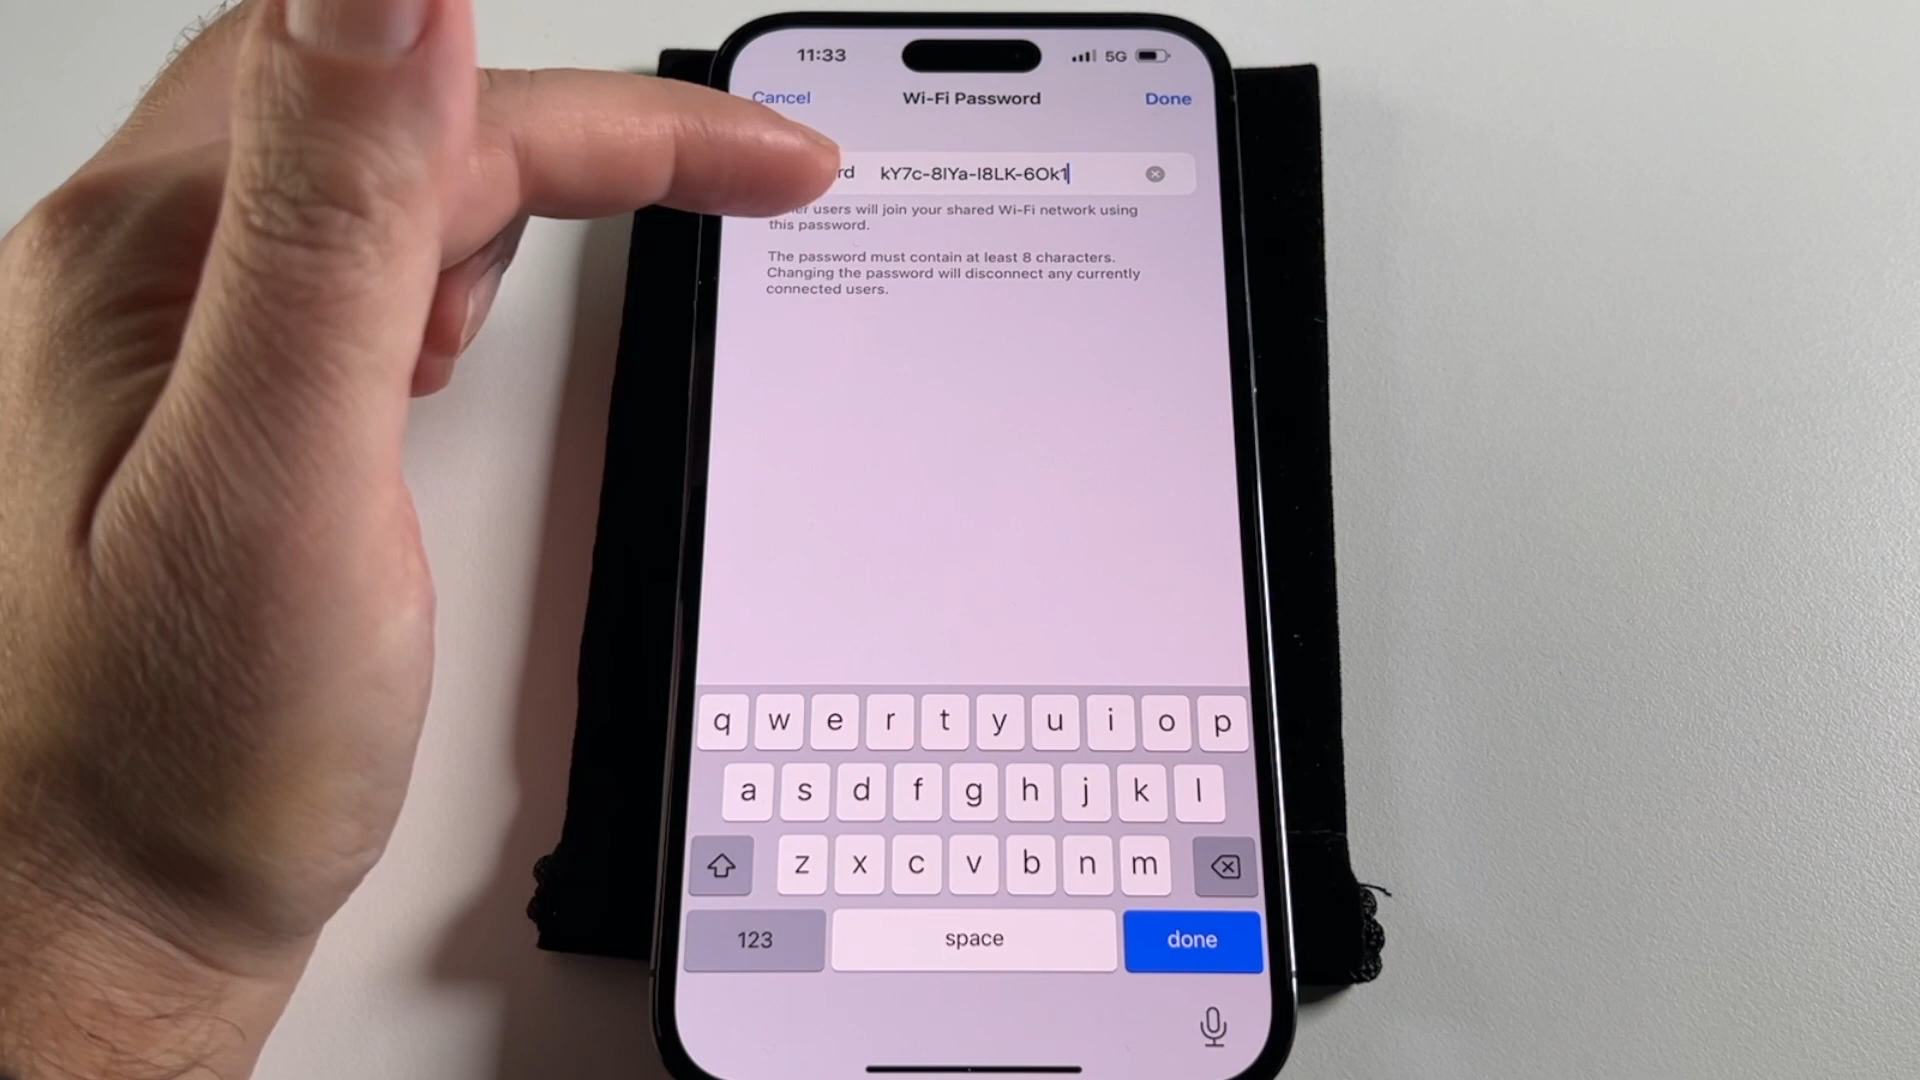 11:33 5G
Cancel Wi-Fi Password Done
kY7c-8IYa-I8LK-6Ok1
users will join your shared Wi-Fi network using
this password.
The password must contain at least 8 characters.
Changing the password will disconnect any currently
connected users.
q w e r t y u i o p
a s d f g h j k l
z x c v b n m
123 space done